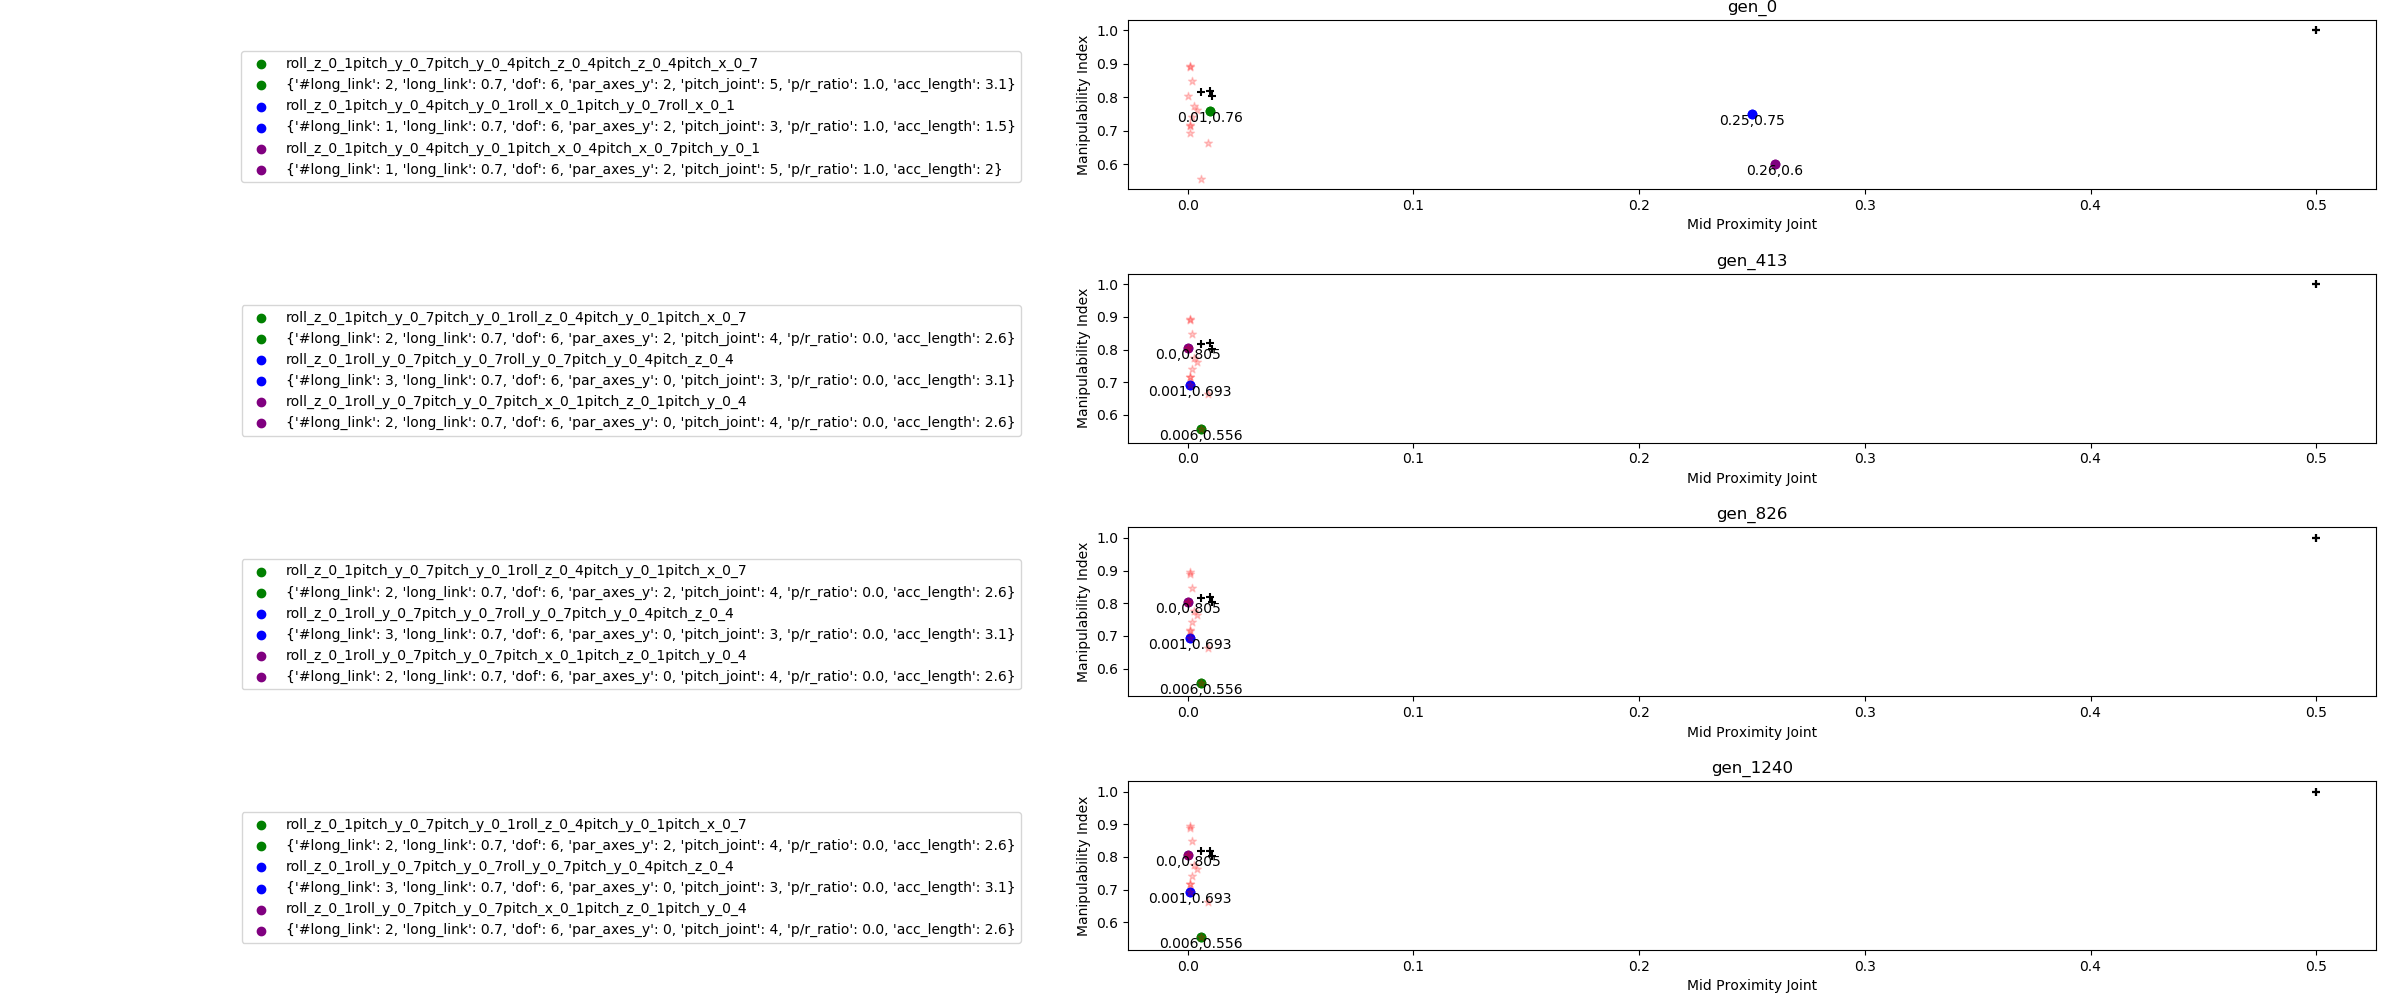 roll_z_0_1pitch_y_0_7pitch_y_0_4pitch_z_0_4pitch_z_0_4pitch_x_0_7
{'#long_link': 2, 'long_link': 0.7, 'dof': 6, 'par_axes_y': 2, 'pitch_joint': 5, 'p/r_ratio': 1.0, 'acc_length': 3.1}
roll_z_0_1pitch_y_0_4pitch_y_0_1roll_x_0_1pitch_y_0_7roll_x_0_1
{'#long_link': 1, 'long_link': 0.7, 'dof': 6, 'par_axes_y': 2, 'pitch_joint': 3, 'p/r_ratio': 1.0, 'acc_length': 1.5}
roll_z_0_1pitch_y_0_4pitch_y_0_1pitch_x_0_4pitch_x_0_7pitch_y_0_1
{'#long_link': 1, 'long_link': 0.7, 'dof': 6, 'par_axes_y': 2, 'pitch_joint': 5, 'p/r_ratio': 1.0, 'acc_length': 2}
gen_0
Manipulability Index
1.0
0.9
0.8
0.7
0.6
0.01,0.76
0.25,0.75
0.26,0.6
0.0 0.1 0.2 0.3 0.4 0.5
Mid Proximity Joint
roll_z_0_1pitch_y_0_7pitch_y_0_1roll_z_0_4pitch_y_0_1pitch_x_0_7
{'#long_link': 2, 'long_link': 0.7, 'dof': 6, 'par_axes_y': 2, 'pitch_joint': 4, 'p/r_ratio': 0.0, 'acc_length': 2.6}
roll_z_0_1roll_y_0_7pitch_y_0_7roll_y_0_7pitch_y_0_4pitch_z_0_4
{'#long_link': 3, 'long_link': 0.7, 'dof': 6, 'par_axes_y': 0, 'pitch_joint': 3, 'p/r_ratio': 0.0, 'acc_length': 3.1}
roll_z_0_1roll_y_0_7pitch_y_0_7pitch_x_0_1pitch_z_0_1pitch_y_0_4
{'#long_link': 2, 'long_link': 0.7, 'dof': 6, 'par_axes_y': 0, 'pitch_joint': 4, 'p/r_ratio': 0.0, 'acc_length': 2.6}
gen_413
Manipulability Index
1.0
0.9
0.8
0.7
0.6
0.0,0.805
0.001,0.693
0.006,0.556
0.0 0.1 0.2 0.3 0.4 0.5
Mid Proximity Joint
roll_z_0_1pitch_y_0_7pitch_y_0_1roll_z_0_4pitch_y_0_1pitch_x_0_7
{'#long_link': 2, 'long_link': 0.7, 'dof': 6, 'par_axes_y': 2, 'pitch_joint': 4, 'p/r_ratio': 0.0, 'acc_length': 2.6}
roll_z_0_1roll_y_0_7pitch_y_0_7roll_y_0_7pitch_y_0_4pitch_z_0_4
{'#long_link': 3, 'long_link': 0.7, 'dof': 6, 'par_axes_y': 0, 'pitch_joint': 3, 'p/r_ratio': 0.0, 'acc_length': 3.1}
roll_z_0_1roll_y_0_7pitch_y_0_7pitch_x_0_1pitch_z_0_1pitch_y_0_4
{'#long_link': 2, 'long_link': 0.7, 'dof': 6, 'par_axes_y': 0, 'pitch_joint': 4, 'p/r_ratio': 0.0, 'acc_length': 2.6}
gen_826
Manipulability Index
1.0
0.9
0.8
0.7
0.6
0.0,0.805
0.001,0.693
0.006,0.556
0.0 0.1 0.2 0.3 0.4 0.5
Mid Proximity Joint
roll_z_0_1pitch_y_0_7pitch_y_0_1roll_z_0_4pitch_y_0_1pitch_x_0_7
{'#long_link': 2, 'long_link': 0.7, 'dof': 6, 'par_axes_y': 2, 'pitch_joint': 4, 'p/r_ratio': 0.0, 'acc_length': 2.6}
roll_z_0_1roll_y_0_7pitch_y_0_7roll_y_0_7pitch_y_0_4pitch_z_0_4
{'#long_link': 3, 'long_link': 0.7, 'dof': 6, 'par_axes_y': 0, 'pitch_joint': 3, 'p/r_ratio': 0.0, 'acc_length': 3.1}
roll_z_0_1roll_y_0_7pitch_y_0_7pitch_x_0_1pitch_z_0_1pitch_y_0_4
{'#long_link': 2, 'long_link': 0.7, 'dof': 6, 'par_axes_y': 0, 'pitch_joint': 4, 'p/r_ratio': 0.0, 'acc_length': 2.6}
gen_1240
Manipulability Index
1.0
0.9
0.8
0.7
0.6
0.0,0.805
0.001,0.693
0.006,0.556
0.0 0.1 0.2 0.3 0.4 0.5
Mid Proximity Joint